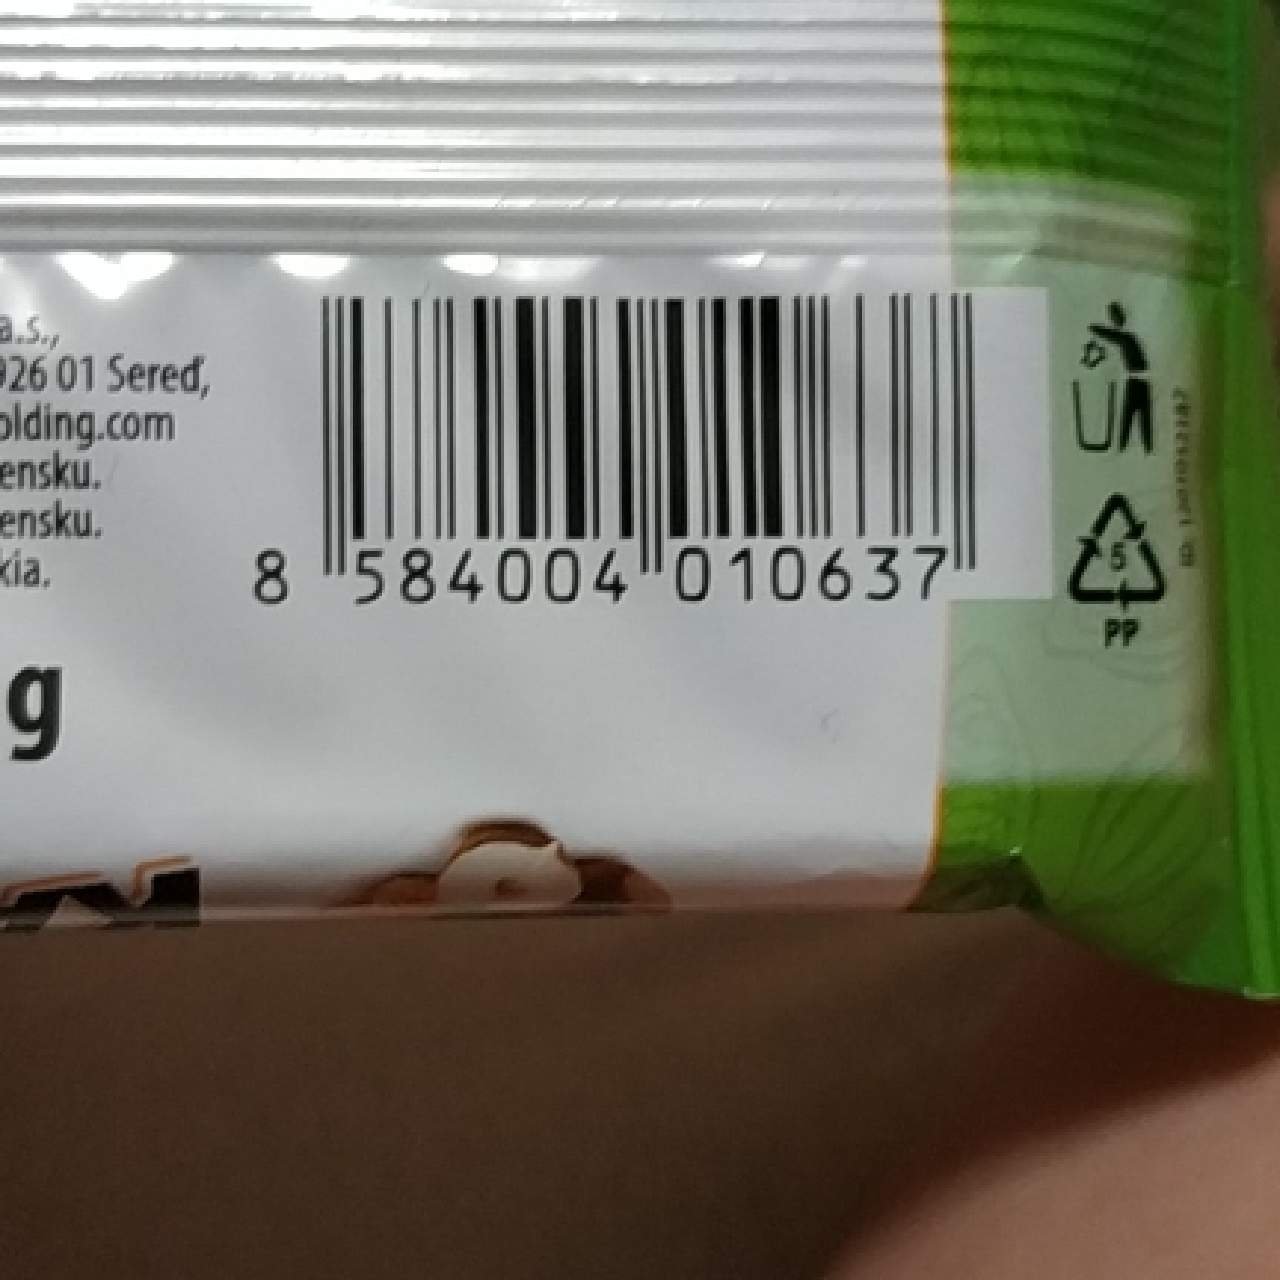 a.s.,
926 01 Sereď,
olding.com
ensku.
ensku.
kia.
8 584004 010637
g
5
PP